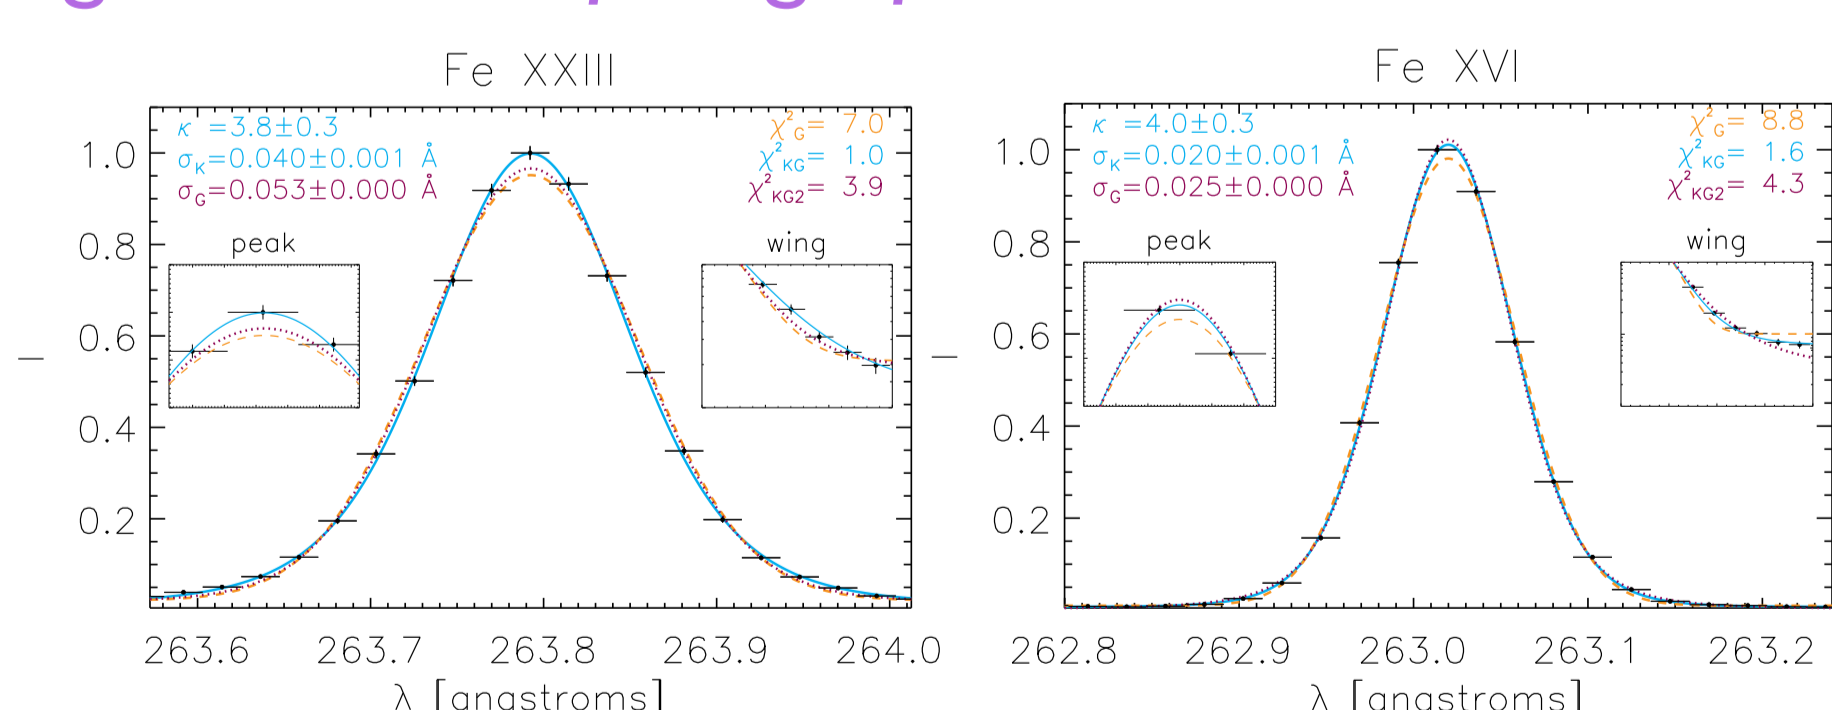 Fe XXIII
κ =3.8±0.3
σK=0.040±0.001 Å
σG=0.053±0.000 Å
χ²G= 7.0
χ²KG= 1.0
χ²KG2= 3.9
peak
wing
1.0
0.8
0.6
0.4
0.2
I
263.6 263.7 263.8 263.9 264.0
λ [angstroms]
Fe XVI
κ =4.0±0.3
σK=0.020±0.001 Å
σG=0.025±0.000 Å
χ²G= 8.8
χ²KG= 1.6
χ²KG2= 4.3
peak
wing
1.0
0.8
0.6
0.4
0.2
I
262.8 262.9 263.0 263.1 263.2
λ [angstroms]